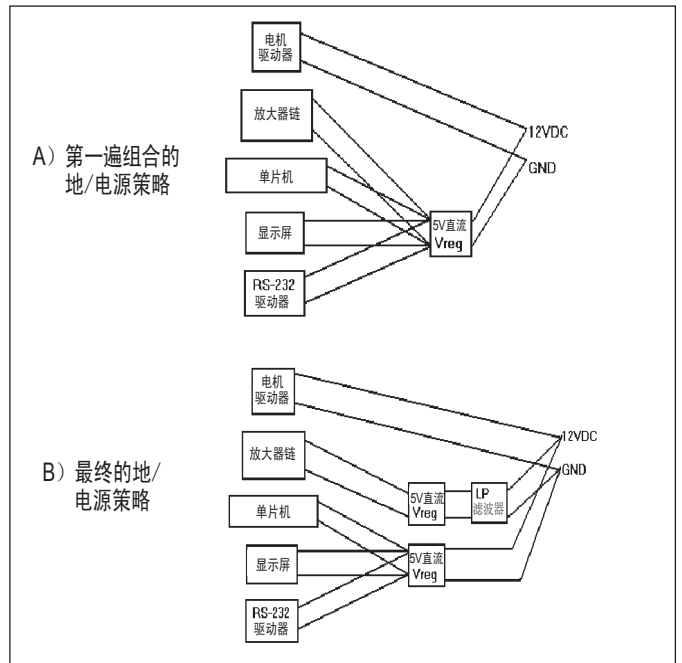 电机
驱动器
放大器链
A）第一遍组合的
地/电源策略
单片机
显示屏
RS-232
驱动器
5V直流
Vreg
12VDC
GND
电机
驱动器
放大器链
B）最终的地/
电源策略
单片机
显示屏
RS-232
驱动器
5V直流
Vreg
LP
滤波器
5V直流
Vreg
12VDC
GND